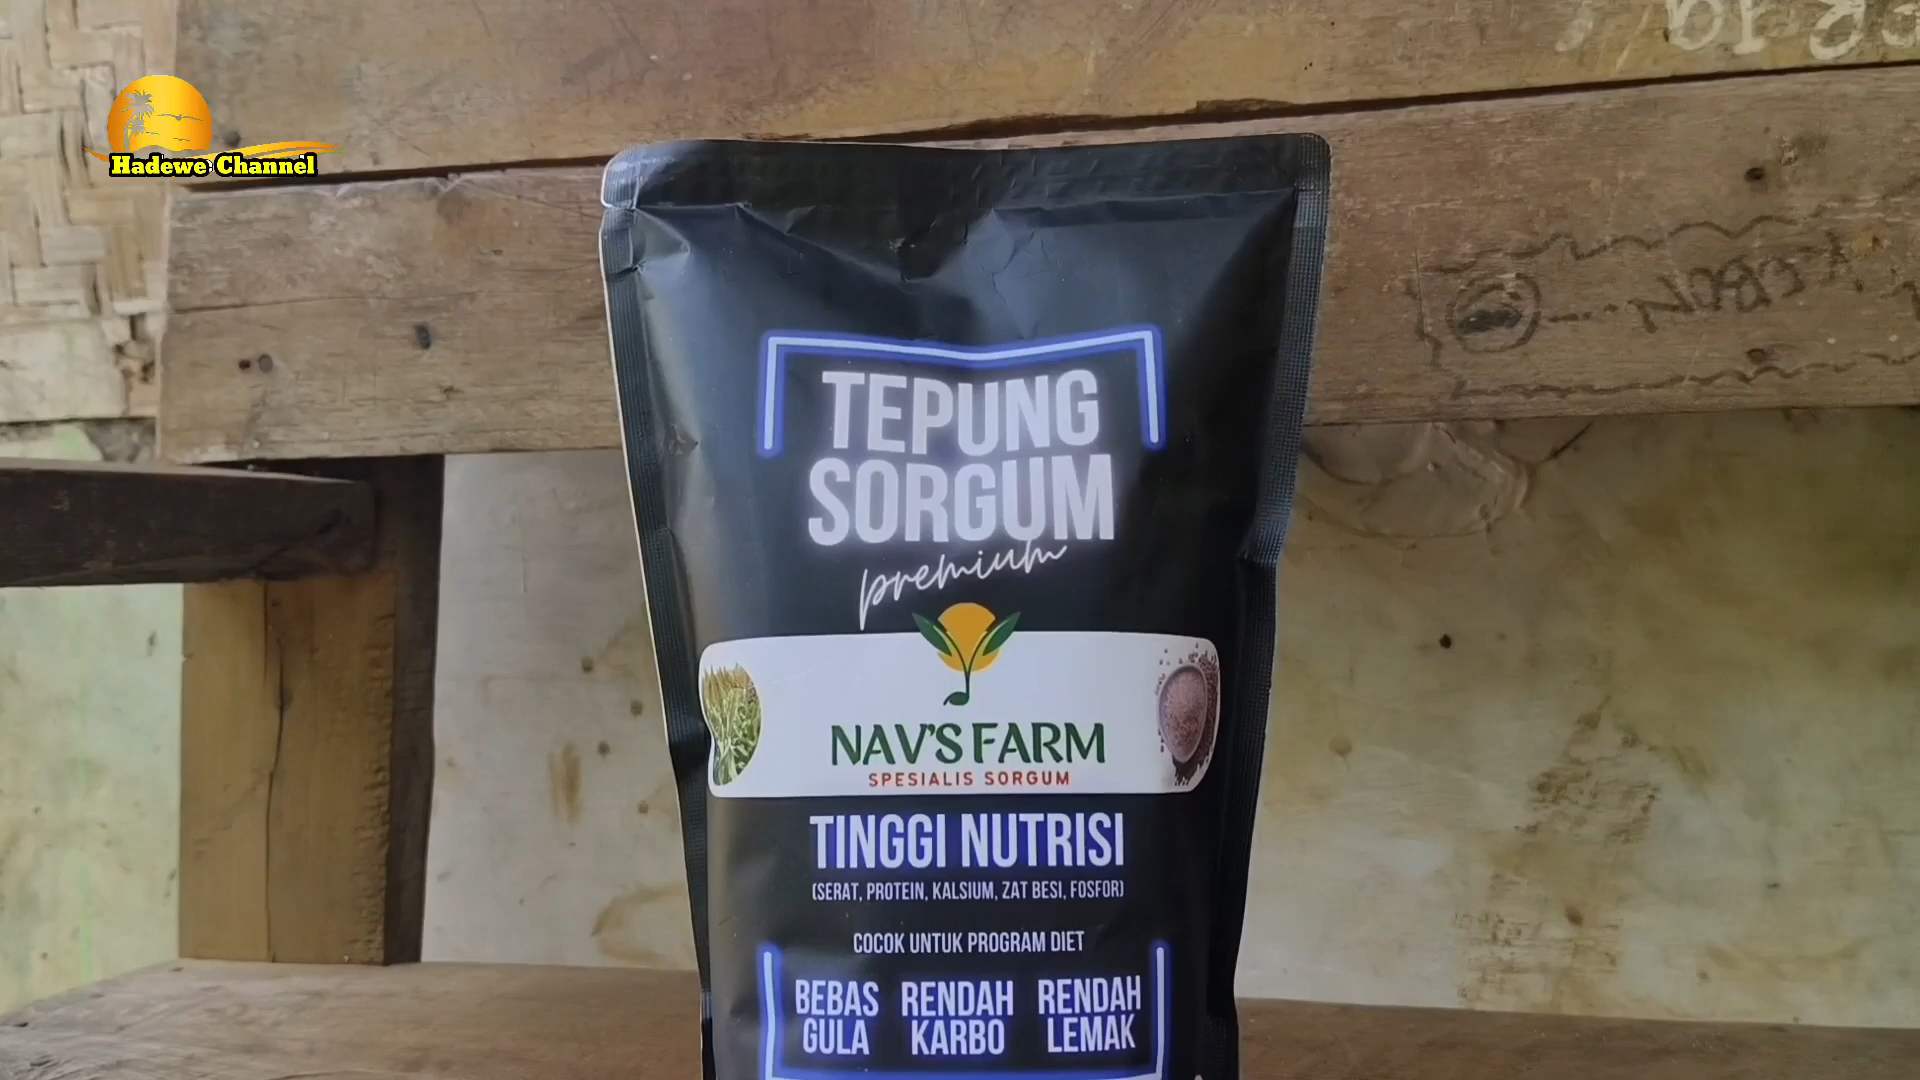 Hadewe Channel
TEPUNG
SORGUM
premium
NAV'S FARM
SPESIALIS SORGUM
TINGGI NUTRISI
(SERAT, PROTEIN, KALSIUM, ZAT BESI, FOSFOR)
COCOK UNTUK PROGRAM DIET
BEBAS GULA
RENDAH KARBO
RENDAH LEMAK